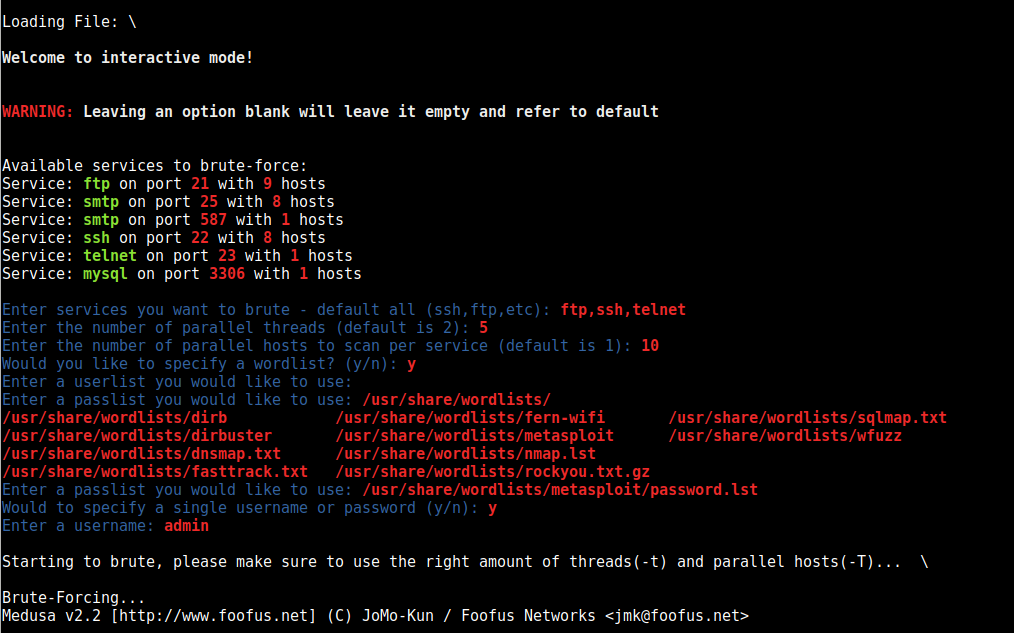 Loading File: \
Welcome to interactive mode!
WARNING: Leaving an option blank will leave it empty and refer to default
Available services to brute-force:
Service: ftp on port 21 with 9 hosts
Service: smtp on port 25 with 8 hosts
Service: smtp on port 587 with 1 hosts
Service: ssh on port 22 with 8 hosts
Service: telnet on port 23 with 1 hosts
Service: mysql on port 3306 with 1 hosts
Enter services you want to brute - default all (ssh,ftp,etc): ftp,ssh,telnet
Enter the number of parallel threads (default is 2): 5
Enter the number of parallel hosts to scan per service (default is 1): 10
Would you like to specify a wordlist? (y/n): y
Enter a userlist you would like to use:
Enter a passlist you would like to use: /usr/share/wordlists/
/usr/share/wordlists/dirb /usr/share/wordlists/fern-wifi /usr/share/wordlists/sqlmap.txt
/usr/share/wordlists/dirbuster /usr/share/wordlists/metasploit /usr/share/wordlists/wfuzz
/usr/share/wordlists/dnsmap.txt /usr/share/wordlists/nmap.lst
/usr/share/wordlists/fasttrack.txt /usr/share/wordlists/rockyou.txt.gz
Enter a passlist you would like to use: /usr/share/wordlists/metasploit/password.lst
Would to specify a single username or password (y/n): y
Enter a username: admin
Starting to brute, please make sure to use the right amount of threads(-t) and parallel hosts(-T)... \
Brute-Forcing...
Medusa v2.2 [http://www.foofus.net] (C) JoMo-Kun / Foofus Networks <jmk@foofus.net>